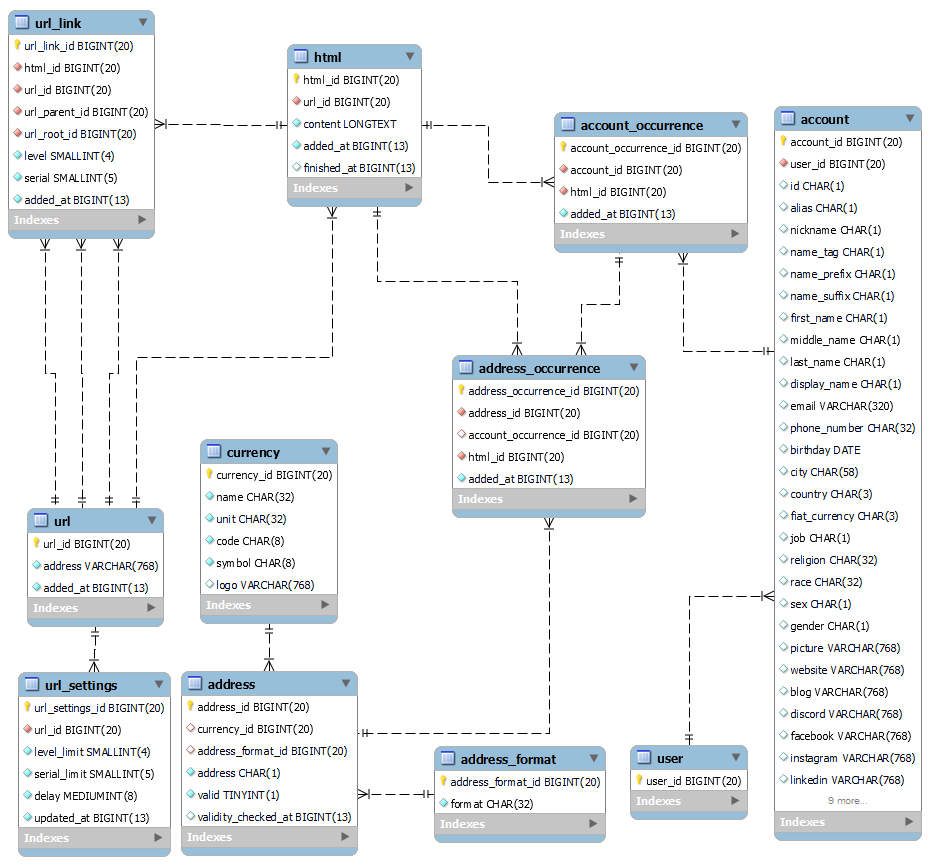 url_link
url_link_id BIGINT(20)
html_id BIGINT(20)
url_id BIGINT(20)
url_parent_id BIGINT(20)
url_root_id BIGINT(20)
level SMALLINT(4)
serial SMALLINT(5)
added_at BIGINT(13)
Indexes
html
html_id BIGINT(20)
url_id BIGINT(20)
content LONGTEXT
added_at BIGINT(13)
finished_at BIGINT(13)
Indexes
account_occurrence
account_occurrence_id BIGINT(20)
account_id BIGINT(20)
html_id BIGINT(20)
added_at BIGINT(13)
Indexes
account
account_id BIGINT(20)
user_id BIGINT(20)
id CHAR(1)
alias CHAR(1)
nickname CHAR(1)
name_tag CHAR(1)
name_prefix CHAR(1)
name_suffix CHAR(1)
first_name CHAR(1)
middle_name CHAR(1)
last_name CHAR(1)
display_name CHAR(1)
email VARCHAR(320)
phone_number CHAR(32)
birthday DATE
city CHAR(58)
country CHAR(3)
fiat_currency CHAR(3)
job CHAR(1)
religion CHAR(32)
race CHAR(32)
sex CHAR(1)
gender CHAR(1)
picture VARCHAR(768)
website VARCHAR(768)
blog VARCHAR(768)
discord VARCHAR(768)
facebook VARCHAR(768)
instagram VARCHAR(768)
linkedin VARCHAR(768)
9 more...
Indexes
address_occurrence
address_occurrence_id BIGINT(20)
address_id BIGINT(20)
account_occurrence_id BIGINT(20)
html_id BIGINT(20)
added_at BIGINT(13)
Indexes
currency
currency_id BIGINT(20)
name CHAR(32)
unit CHAR(32)
code CHAR(8)
symbol CHAR(8)
logo VARCHAR(768)
Indexes
url
url_id BIGINT(20)
address VARCHAR(768)
added_at BIGINT(13)
Indexes
url_settings
url_settings_id BIGINT(20)
url_id BIGINT(20)
level_limit SMALLINT(4)
serial_limit SMALLINT(5)
delay MEDIUMINT(8)
updated_at BIGINT(13)
Indexes
address
address_id BIGINT(20)
currency_id BIGINT(20)
address_format_id BIGINT(20)
address CHAR(1)
valid TINYINT(1)
validity_checked_at BIGINT(13)
Indexes
address_format
address_format_id BIGINT(20)
format CHAR(32)
Indexes
user
user_id BIGINT(20)
Indexes